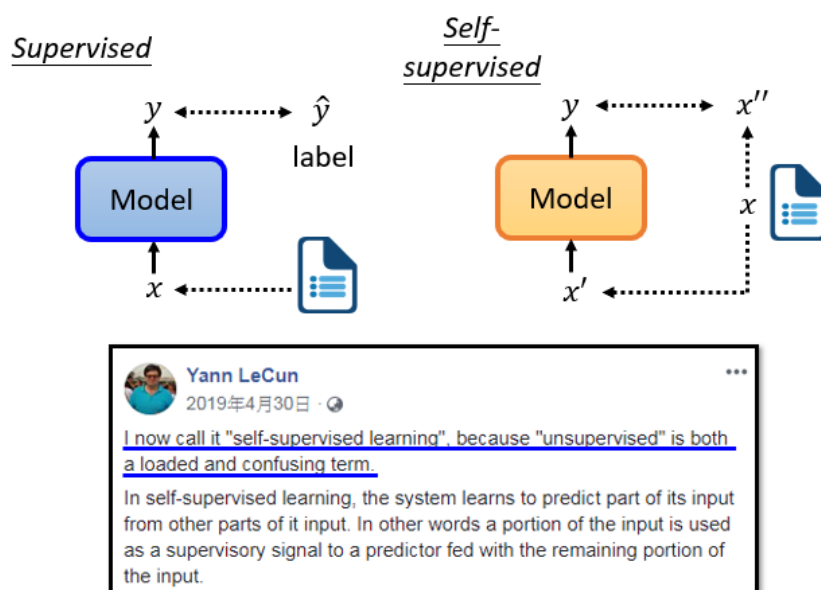 Supervised
Self-
supervised
y
ŷ
y
x′′
label
Model
Model
x
x
x′
Yann LeCun
2019年4月30日 ·
I now call it "self-supervised learning", because "unsupervised" is both
a loaded and confusing term.
In self-supervised learning, the system learns to predict part of its input
from other parts of it input. In other words a portion of the input is used
as a supervisory signal to a predictor fed with the remaining portion of
the input.